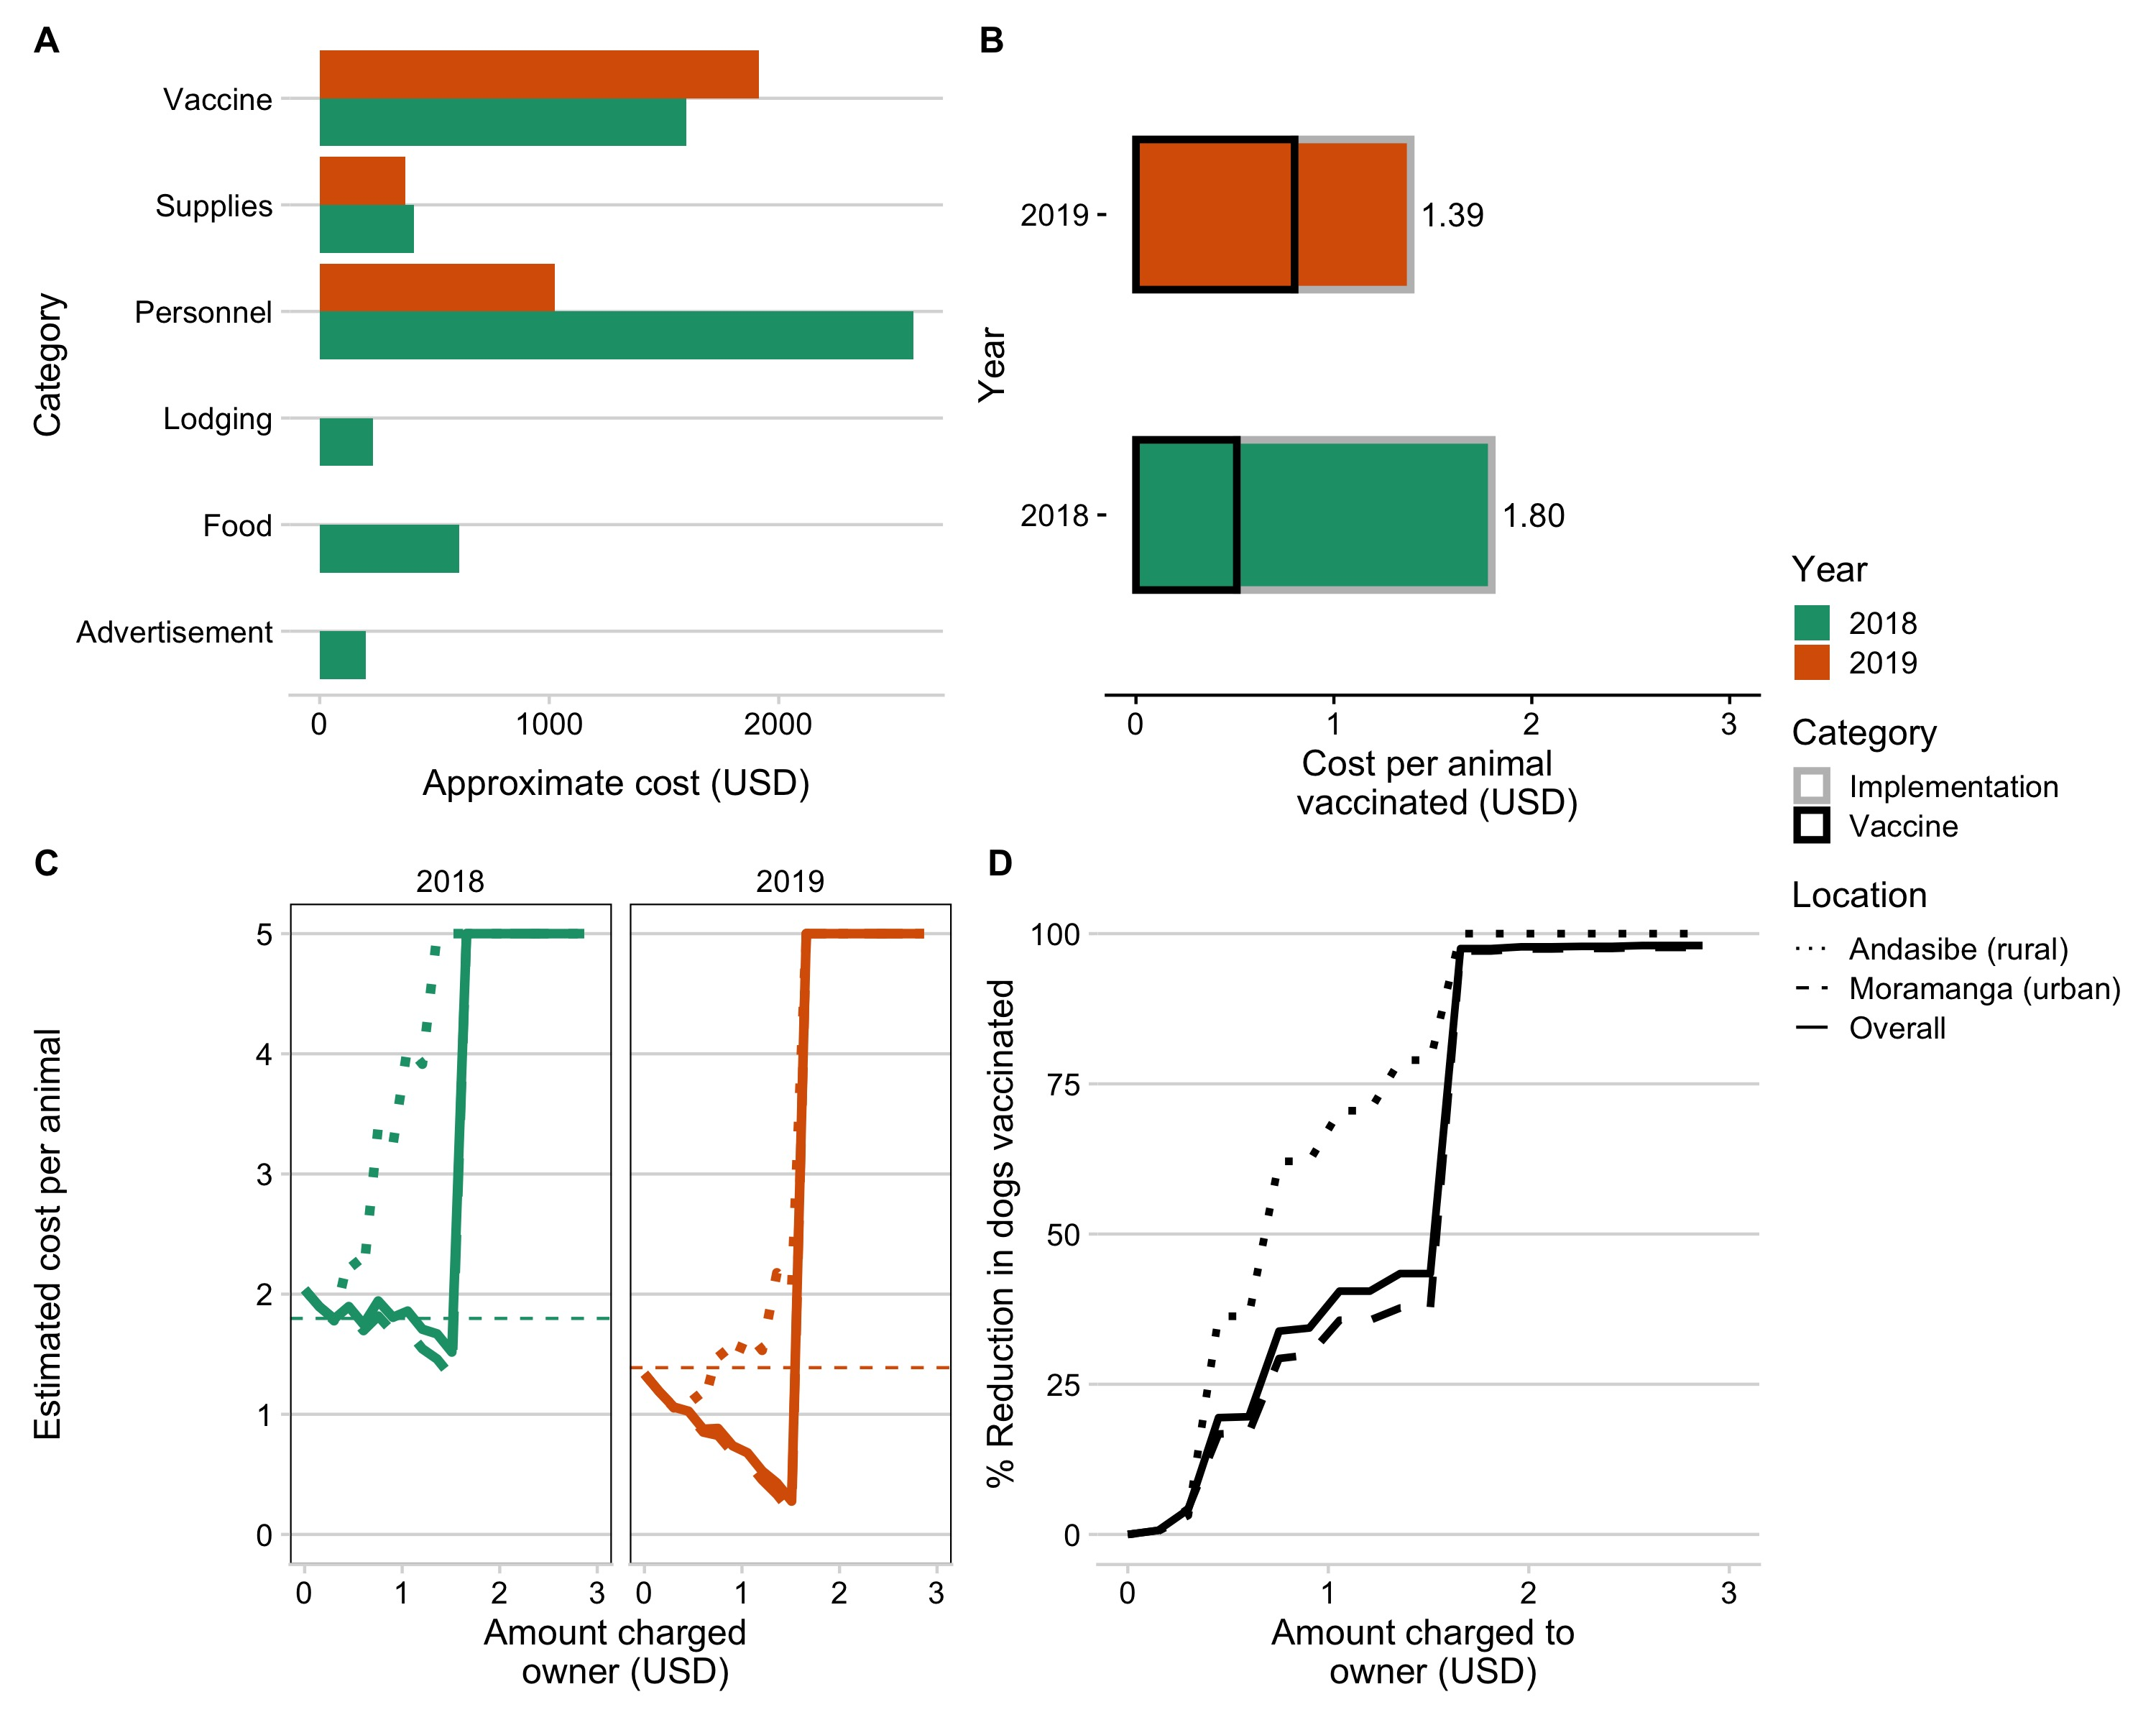 A
Vaccine
Supplies
Personnel
Lodging
Food
Advertisement
Category
0 1000 2000
Approximate cost (USD)
B
2019
1.39
2018
1.80
Year
0 1 2 3
Cost per animal
vaccinated (USD)
Year
2018
2019
Category
Implementation
Vaccine
Location
Andasibe (rural)
Moramanga (urban)
Overall
C
2018 2019
5
4
3
2
1
0
Estimated cost per animal
0 1 2 3 0 1 2 3
Amount charged
owner (USD)
D
100
75
50
25
0
% Reduction in dogs vaccinated
0 1 2 3
Amount charged to
owner (USD)